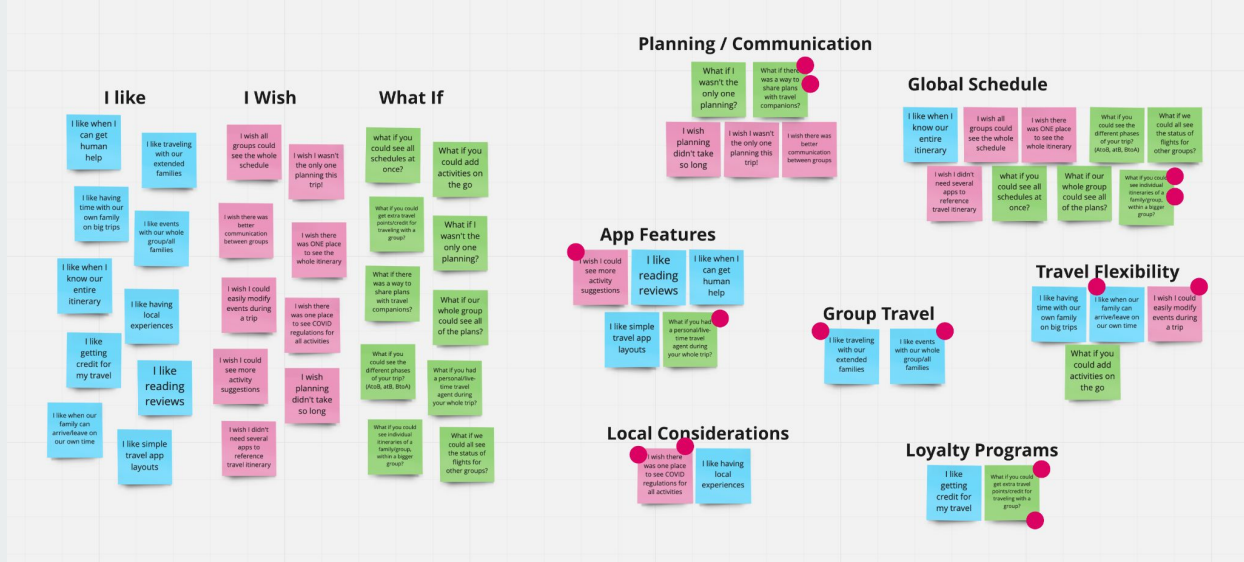 I like
I Wish
What If
I like when I
can get
human
help
I like traveling
with our
extended
families
I like having
time with our
own family
on big trips
I like events
with our whole
group/all
families
I like when I
know our
entire
itinerary
I like having
local
experiences
I like
getting
credit for
my travel
I like
reading
reviews
I like when our
family can
arrive/leave on
our own time
I like simple
travel app
layouts
I wish all
groups could
see the whole
schedule
I wish I wasn't
the only one
planning this
trip!
I wish there was
better
communication
between groups
I wish there
was ONE place
to see the
whole itinerary
I wish I could
easily modify
events during
a trip
I wish there
was one place
to see COVID
regulations for
all activities
I wish I could
see more
activity
suggestions
I wish
planning
didn't take
so long
I wish I didn't
need several
apps to
reference
travel itinerary
what if you
could see all
schedules at
once?
What if you
could add
activities on
the go
What if you could
get extra travel
points/credit for
traveling with a
group?
What if I
wasn't the
only one
planning?
What if there
was a way to
share plans
with travel
companions?
What if our
whole group
could see all
of the plans?
What if you
could see the
different phases
of your trip?
(AtoB, atB, BtoA)
What if you had
a personal/live-
time travel
agent during
your whole trip?
What if you could
see individual
itineraries of a
family/group,
within a bigger
group?
What if we
could all see
the status of
flights for
other groups?
Planning / Communication
What if I
wasn't the
only one
planning?
What if there
was a way to
share plans
with travel
companions?
I wish
planning
didn't take
so long
I wish I wasn't
the only one
planning this
trip!
I wish there was
better
communication
between groups
Global Schedule
I like when I
know our
entire
itinerary
I wish all
groups could
see the whole
schedule
I wish there
was ONE place
to see the
whole itinerary
What if you
could see the
different phases
of your trip?
(AtoB, atB, BtoA)
What if we
could all see
the status of
flights for
other groups?
I wish I didn't
need several
apps to
reference
travel itinerary
what if you
could see all
schedules at
once?
What if our
whole group
could see all
of the plans?
What if you could
see individual
itineraries of a
family/group,
within a bigger
group?
App Features
I wish I could
see more
activity
suggestions
I like
reading
reviews
I like when I
can get
human
help
I like simple
travel app
layouts
What if you had
a personal/live-
time travel
agent during
your whole trip?
Group Travel
I like traveling
with our
extended
families
I like events
with our whole
group/all
families
Travel Flexibility
I like having
time with our
own family
on big trips
I like when our
family can
arrive/leave on
our own time
I wish I could
easily modify
events during
a trip
What if you
could add
activities on
the go
Local Considerations
I wish there
was one place
to see COVID
regulations for
all activities
I like having
local
experiences
Loyalty Programs
I like
getting
credit for
my travel
What if you could
get extra travel
points/credit for
traveling with a
group?